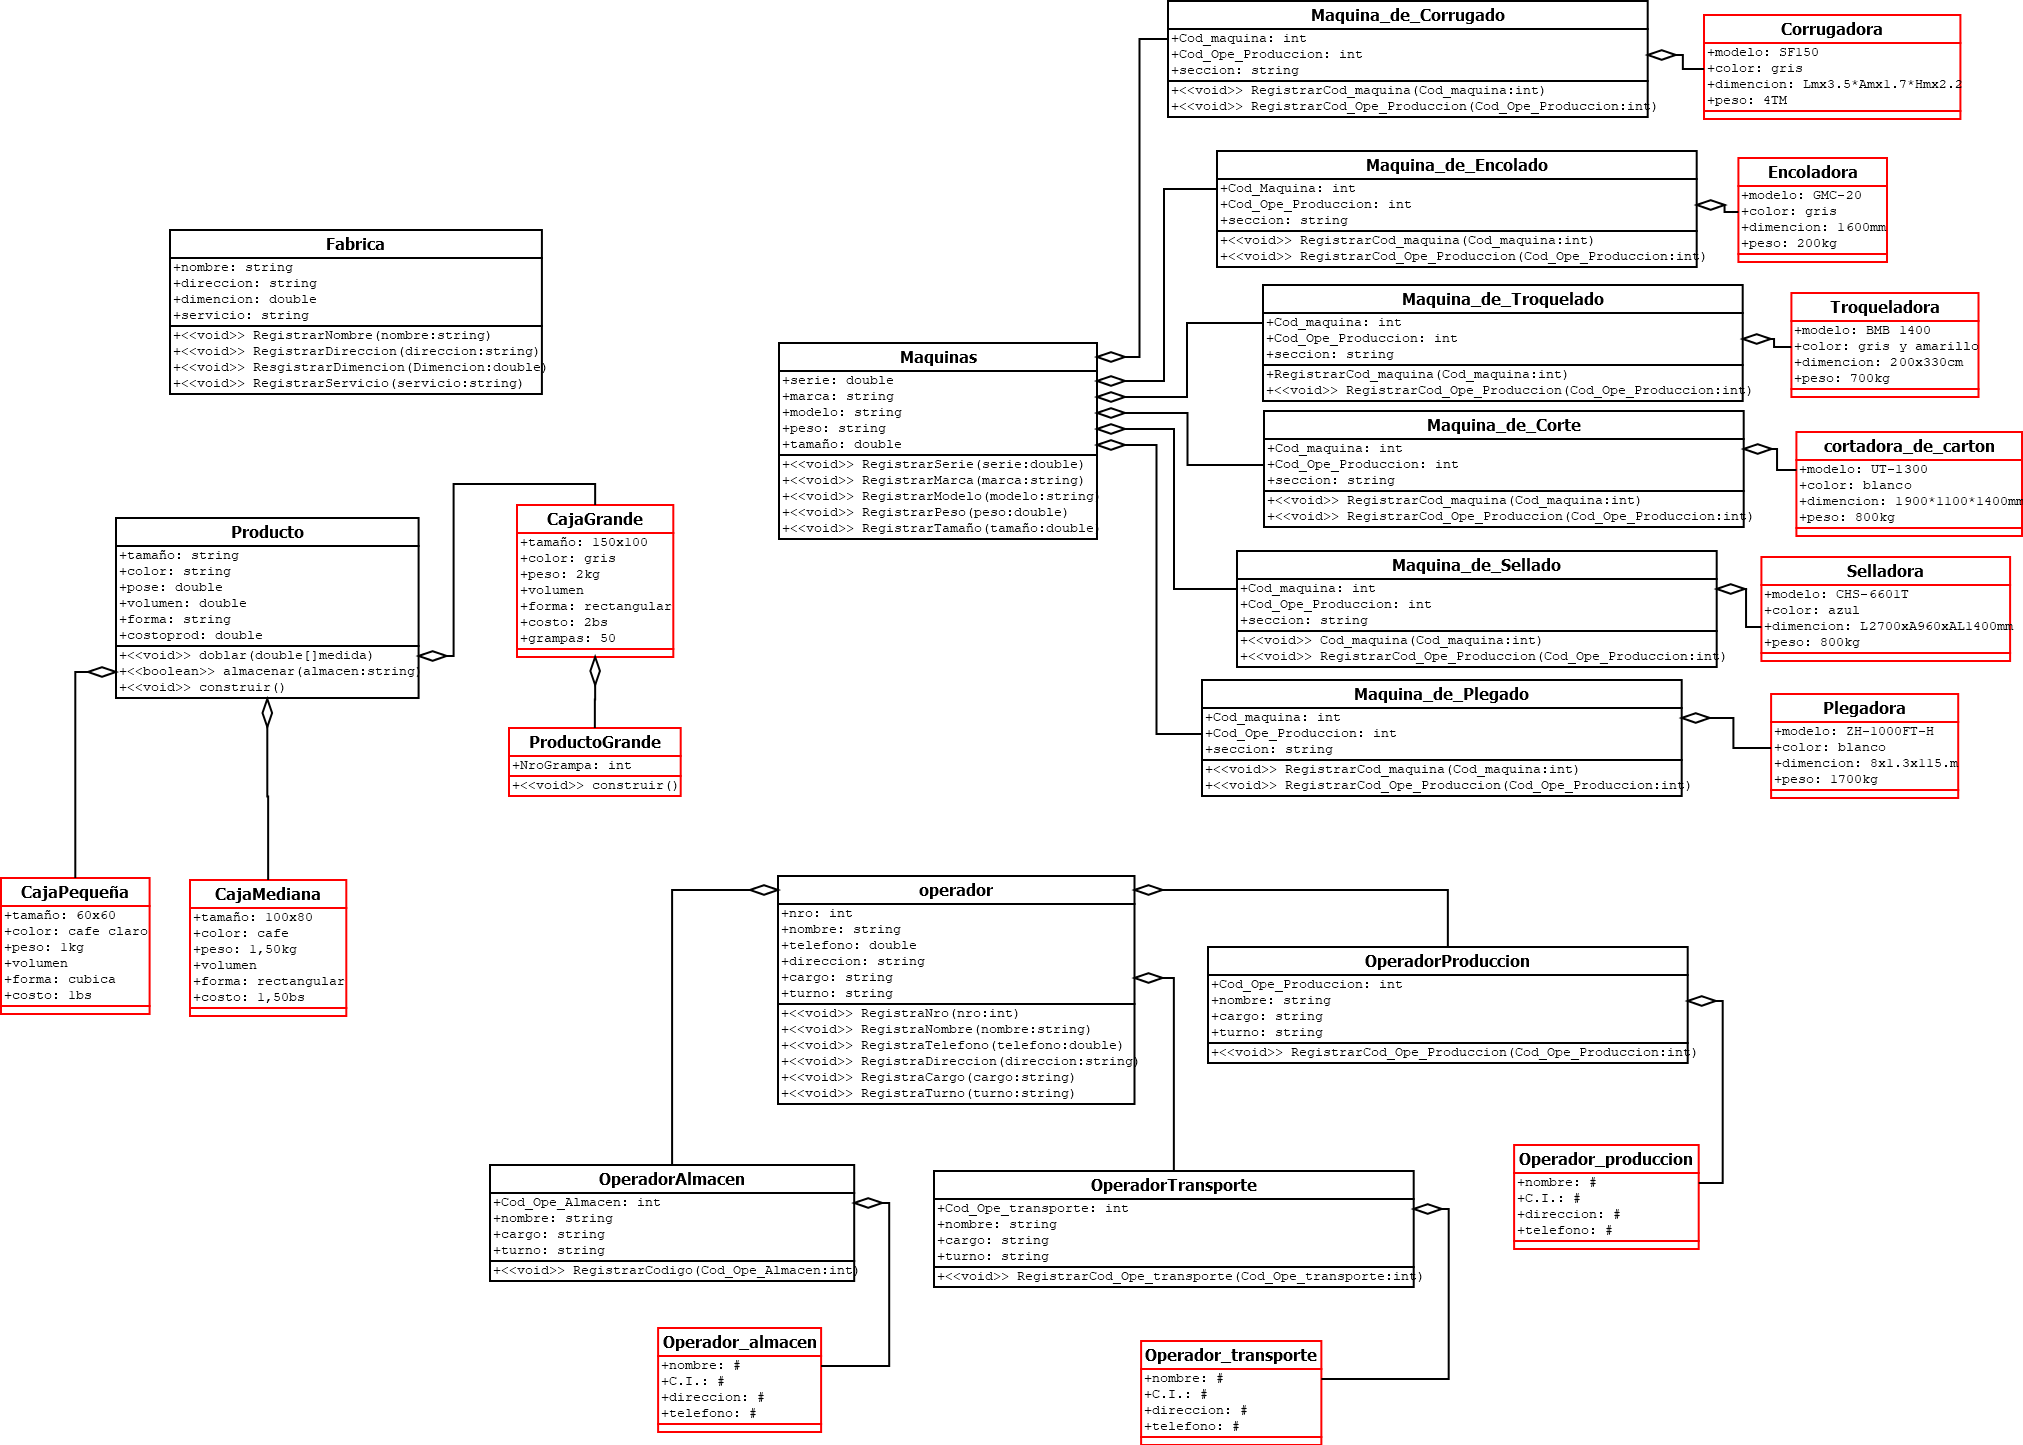 Maquina_de_Corrugado
+Cod_maquina: int
+Cod_Ope_Produccion: int
+seccion: string
+<<void>> RegistrarCod_maquina(Cod_maquina:int)
+<<void>> RegistrarCod_Ope_Produccion(Cod_Ope_Produccion:int)
Corrugadora
+modelo: SF150
+color: gris
+dimencion: Lmx3.5*Amx1.7*Hmx2.2
+peso: 4TM
Maquina_de_Encolado
+Cod_Maquina: int
+Cod_Ope_Produccion: int
+seccion: string
+<<void>> RegistrarCod_maquina(Cod_maquina:int)
+<<void>> RegistrarCod_Ope_Produccion(Cod_Ope_Produccion:int)
Encoladora
+modelo: GMC-20
+color: gris
+dimencion: 1600mm
+peso: 200kg
Fabrica
+nombre: string
+direccion: string
+dimencion: double
+servicio: string
+<<void>> RegistrarNombre(nombre:string)
+<<void>> RegistrarDireccion(direccion:string)
+<<void>> ResgistrarDimencion(Dimencion:double)
+<<void>> RegistrarServicio(servicio:string)
Maquina_de_Troquelado
+Cod_maquina: int
+Cod_Ope_Produccion: int
+seccion: string
+RegistrarCod_maquina(Cod_maquina:int)
+<<void>> RegistrarCod_Ope_Produccion(Cod_Ope_Produccion:int)
Troqueladora
+modelo: BMB 1400
+color: gris y amarillo
+dimencion: 200x330cm
+peso: 700kg
Maquinas
+serie: double
+marca: string
+modelo: string
+peso: string
+tamaño: double
+<<void>> RegistrarSerie(serie:double)
+<<void>> RegistrarMarca(marca:string)
+<<void>> RegistrarModelo(modelo:string)
+<<void>> RegistrarPeso(peso:double)
+<<void>> RegistrarTamaño(tamaño:double)
Maquina_de_Corte
+Cod_maquina: int
+Cod_Ope_Produccion: int
+seccion: string
+<<void>> RegistrarCod_maquina(Cod_maquina:int)
+<<void>> RegistrarCod_Ope_Produccion(Cod_Ope_Produccion:int)
cortadora_de_carton
+modelo: UT-1300
+color: blanco
+dimencion: 1900*1100*1400mm
+peso: 800kg
Producto
+tamaño: string
+color: string
+pose: double
+volumen: double
+forma: string
+costoprod: double
+<<void>> doblar(double[]medida)
+<<boolean>> almacenar(almacen:string)
+<<void>> construir()
CajaGrande
+tamaño: 150x100
+color: gris
+peso: 2kg
+volumen
+forma: rectangular
+costo: 2bs
+grampas: 50
Maquina_de_Sellado
+Cod_maquina: int
+Cod_Ope_Produccion: int
+seccion: string
+<<void>> Cod_maquina(Cod_maquina:int)
+<<void>> RegistrarCod_Ope_Produccion(Cod_Ope_Produccion:int)
Selladora
+modelo: CHS-6601T
+color: azul
+dimencion: L2700xA960xAL1400mm
+peso: 800kg
ProductoGrande
+NroGrampa: int
+<<void>> construir()
Maquina_de_Plegado
+Cod_maquina: int
+Cod_Ope_Produccion: int
+seccion: string
+<<void>> RegistrarCod_maquina(Cod_maquina:int)
+<<void>> RegistrarCod_Ope_Produccion(Cod_Ope_Produccion:int)
Plegadora
+modelo: ZH-1000FT-H
+color: blanco
+dimencion: 8x1.3x115.m
+peso: 1700kg
CajaPequeña
+tamaño: 60x60
+color: cafe claro
+peso: 1kg
+volumen
+forma: cubica
+costo: 1bs
CajaMediana
+tamaño: 100x80
+color: cafe
+peso: 1,50kg
+volumen
+forma: rectangular
+costo: 1,50bs
operador
+nro: int
+nombre: string
+telefono: double
+direccion: string
+cargo: string
+turno: string
+<<void>> RegistraNro(nro:int)
+<<void>> RegistraNombre(nombre:string)
+<<void>> RegistraTelefono(telefono:double)
+<<void>> RegistraDireccion(direccion:string)
+<<void>> RegistraCargo(cargo:string)
+<<void>> RegistraTurno(turno:string)
OperadorProduccion
+Cod_Ope_Produccion: int
+nombre: string
+cargo: string
+turno: string
+<<void>> RegistrarCod_Ope_Produccion(Cod_Ope_Produccion:int)
Operador_produccion
+nombre: #
+C.I.: #
+direccion: #
+telefono: #
OperadorAlmacen
+Cod_Ope_Almacen: int
+nombre: string
+cargo: string
+turno: string
+<<void>> RegistrarCodigo(Cod_Ope_Almacen:int)
OperadorTransporte
+Cod_Ope_transporte: int
+nombre: string
+cargo: string
+turno: string
+<<void>> RegistrarCod_Ope_transporte(Cod_Ope_transporte:int)
Operador_almacen
+nombre: #
+C.I.: #
+direccion: #
+telefono: #
Operador_transporte
+nombre: #
+C.I.: #
+direccion: #
+telefono: #